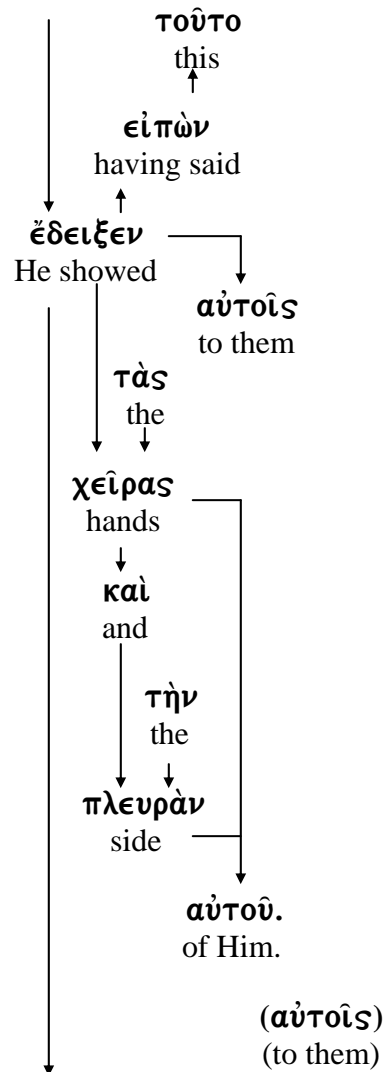 τοῦτο
this
εἰπὼν
having said
ἔδειξεν
He showed
αὐτοῖς
to them
τὰς
the
χεῖρας
hands
καὶ
and
τὴν
the
πλευρὰν
side
αὐτοῦ.
of Him.
(αὐτοῖς)
(to them)